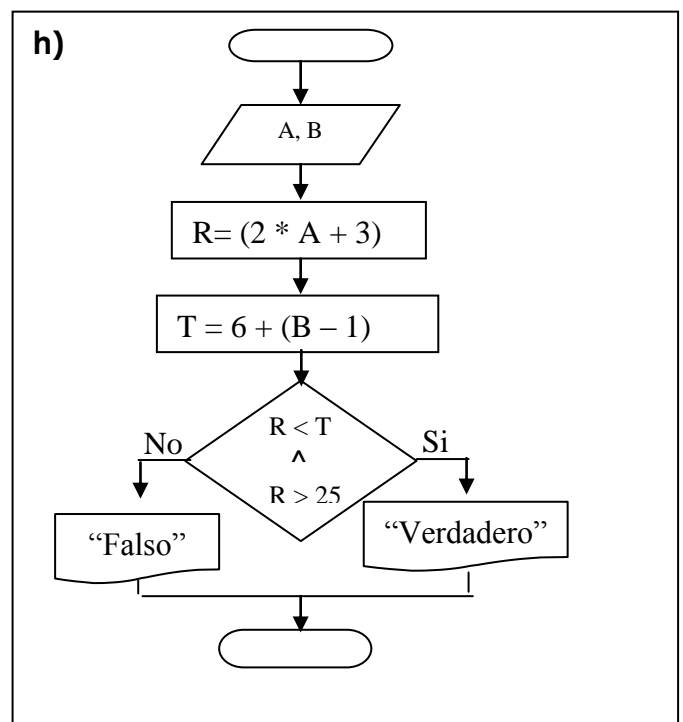 h)
A, B
R= (2 * A + 3)
T = 6 + (B – 1)
R < T
^
R > 25
No
Si
“Falso”
“Verdadero”